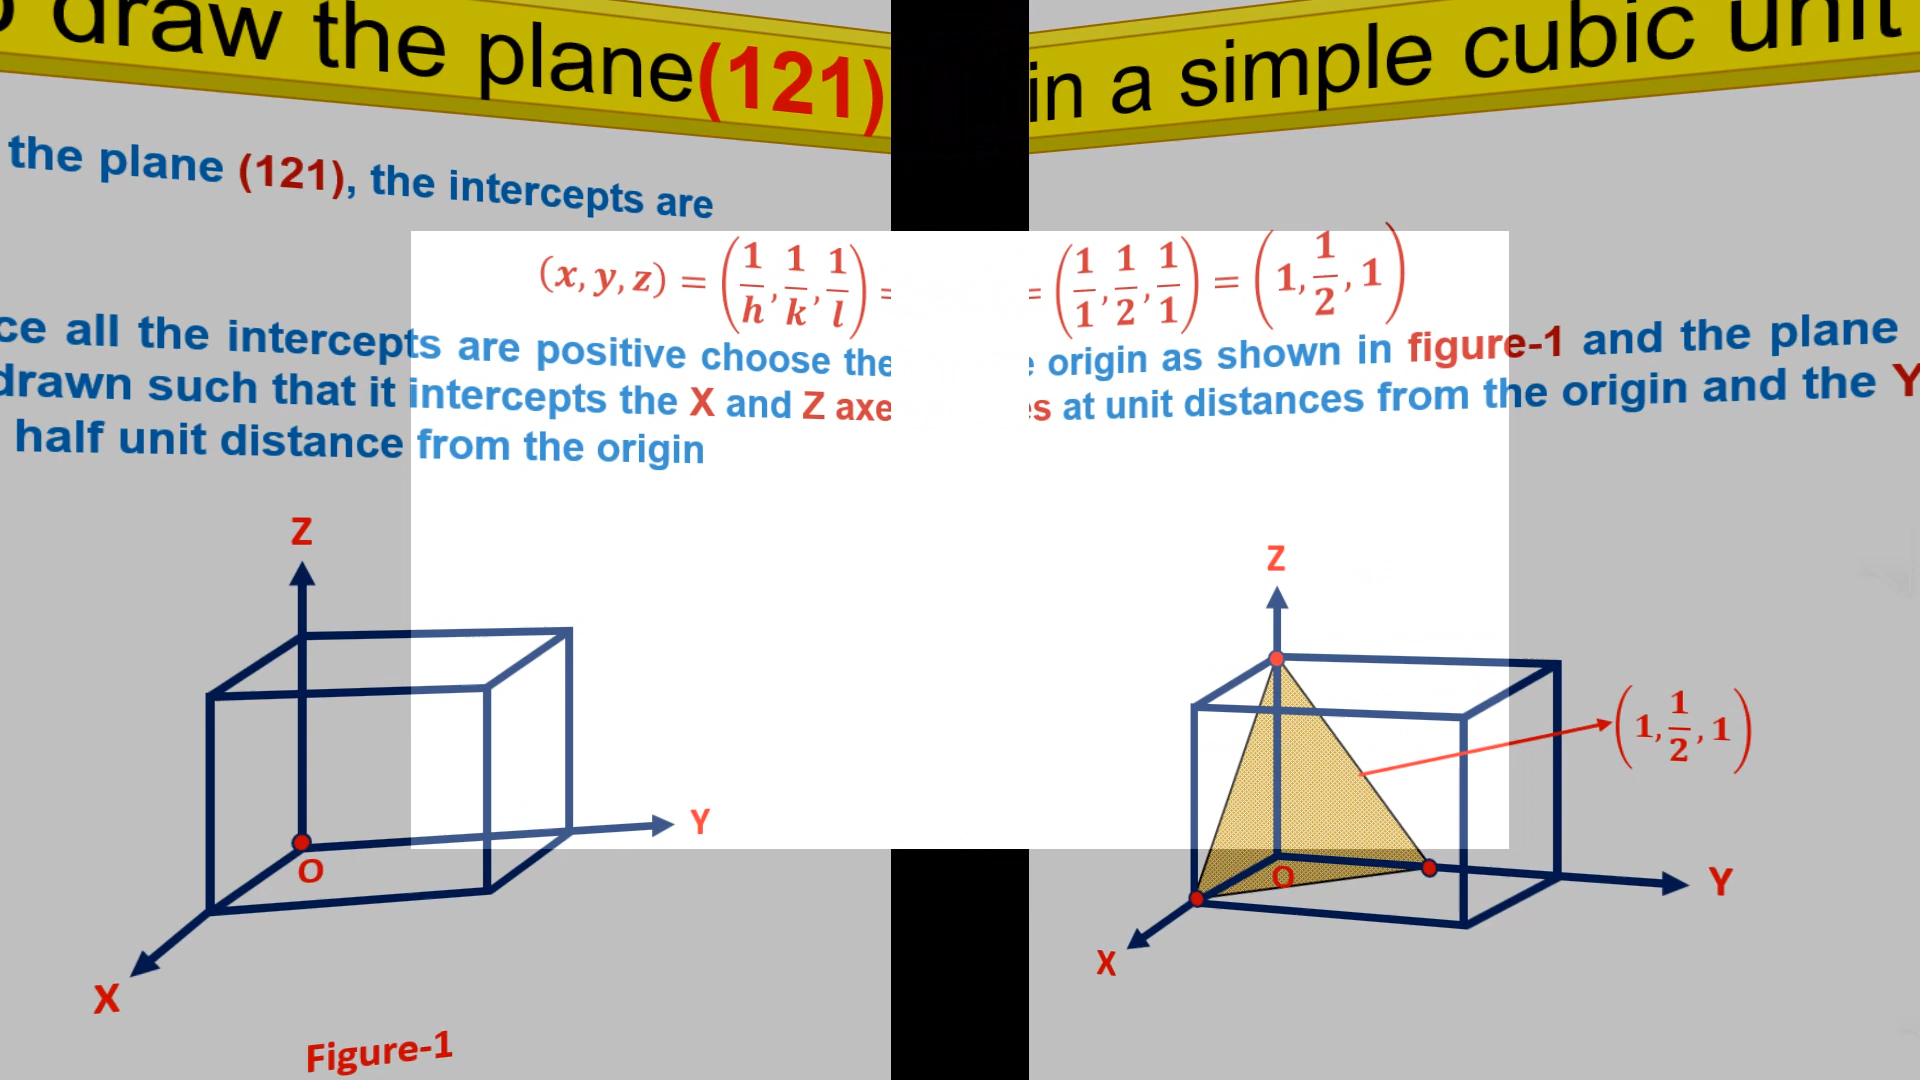 draw the plane(121) in a simple cubic unit
the plane (121), the intercepts are
(x, y, z) = (1/h, 1/k, 1/l) = = (1/1, 1/2, 1/1) = (1, 1/2, 1)
all the intercepts are positive choose the origin as shown in figure-1 and the plane
drawn such that it intercepts the X and Z axes at unit distances from the origin and the Y
half unit distance from the origin
Z
Y
O
X
Figure-1
Z
(1, 1/2, 1)
O
Y
X